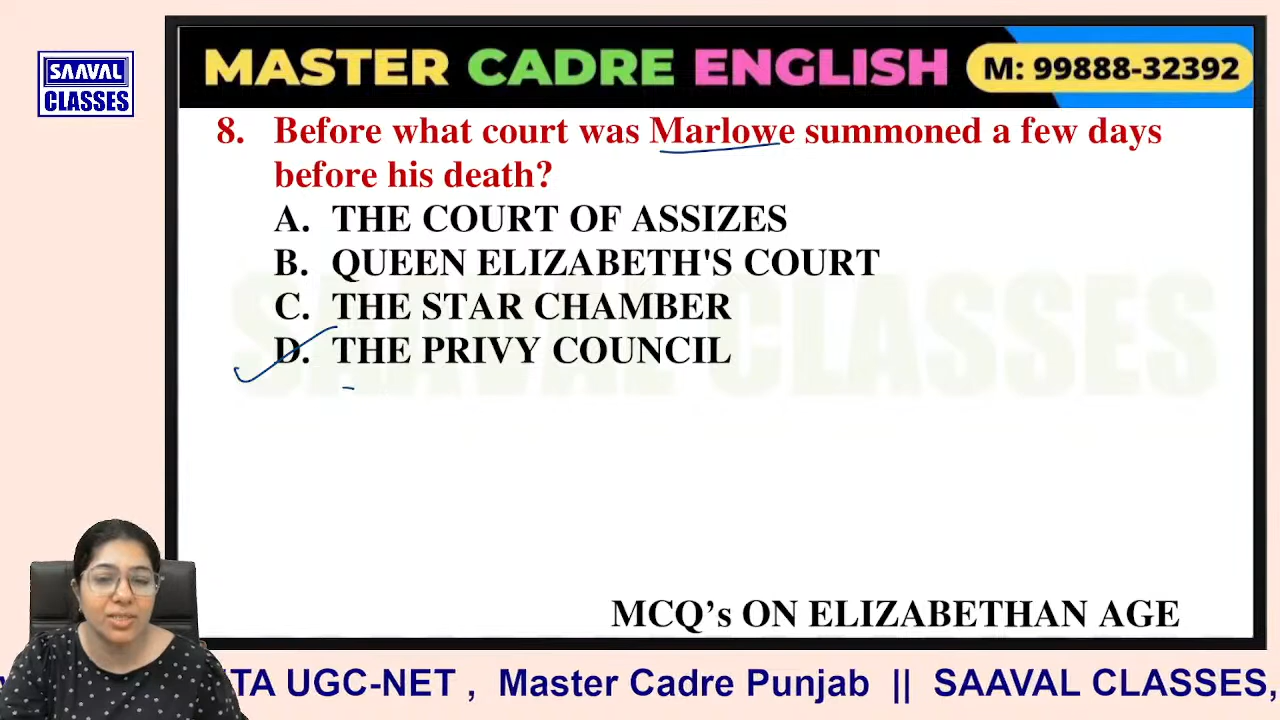 SAAVAL
CLASSES
MASTER CADRE ENGLISH
M: 99888-32392
8. Before what court was Marlowe summoned a few days
before his death?
A. THE COURT OF ASSIZES
B. QUEEN ELIZABETH'S COURT
C. THE STAR CHAMBER
D. THE PRIVY COUNCIL
SAAVAL CLASSES
MCQ’s ON ELIZABETHAN AGE
TA UGC-NET , Master Cadre Punjab || SAAVAL CLASSES,